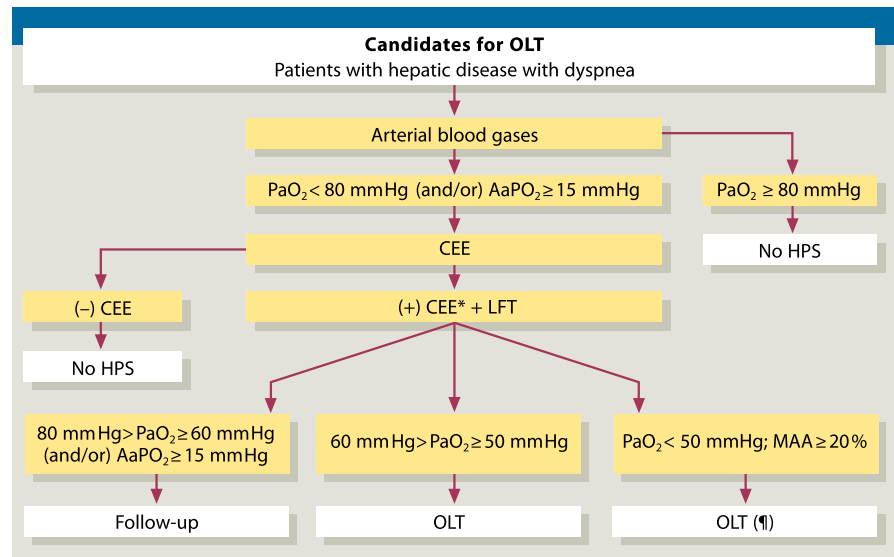 Candidates for OLT
Patients with hepatic disease with dyspnea
Arterial blood gases
PaO₂ < 80 mmHg (and/or) AaPO₂ ≥ 15 mmHg
PaO₂ ≥ 80 mmHg
CEE
No HPS
(–) CEE
(+) CEE* + LFT
No HPS
80 mmHg > PaO₂ ≥ 60 mmHg
(and/or) AaPO₂ ≥ 15 mmHg
60 mmHg > PaO₂ ≥ 50 mmHg
PaO₂ < 50 mmHg; MAA ≥ 20%
Follow-up
OLT
OLT (¶)